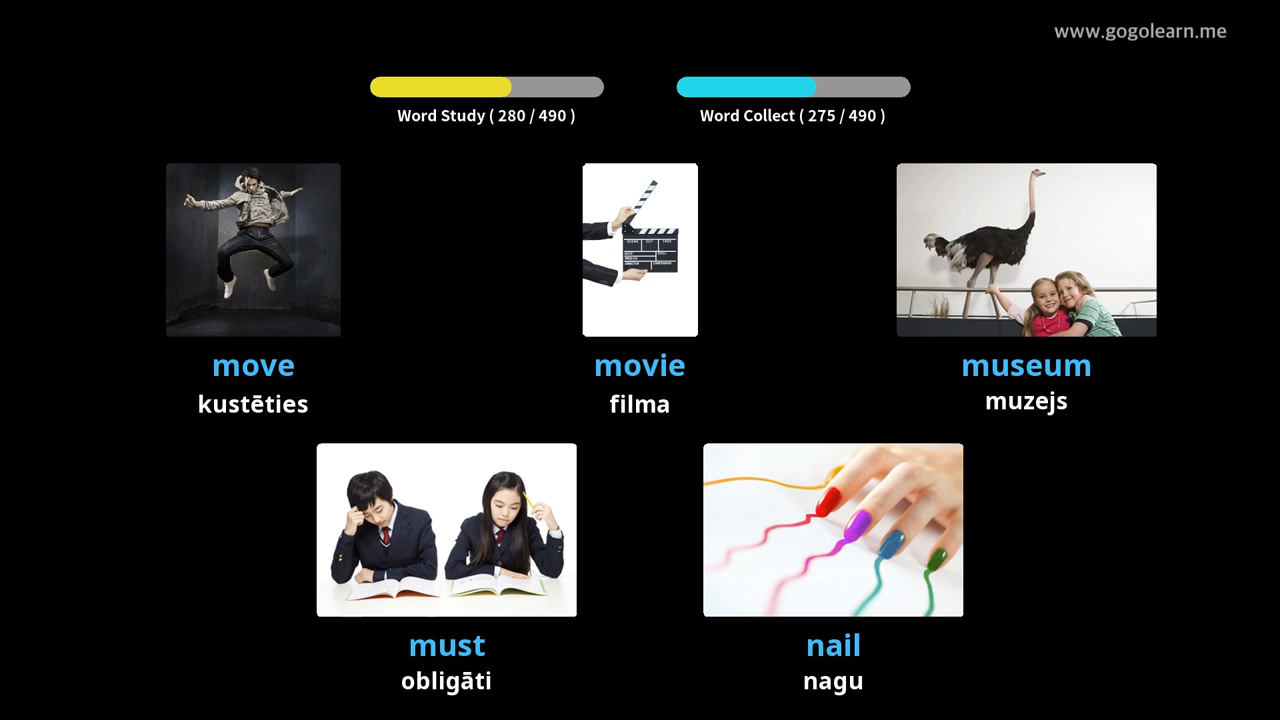 www.gogolearn.me
Word Study ( 280 / 490 )
Word Collect ( 275 / 490 )
move
kustēties
movie
filma
museum
muzejs
must
obligāti
nail
nagu